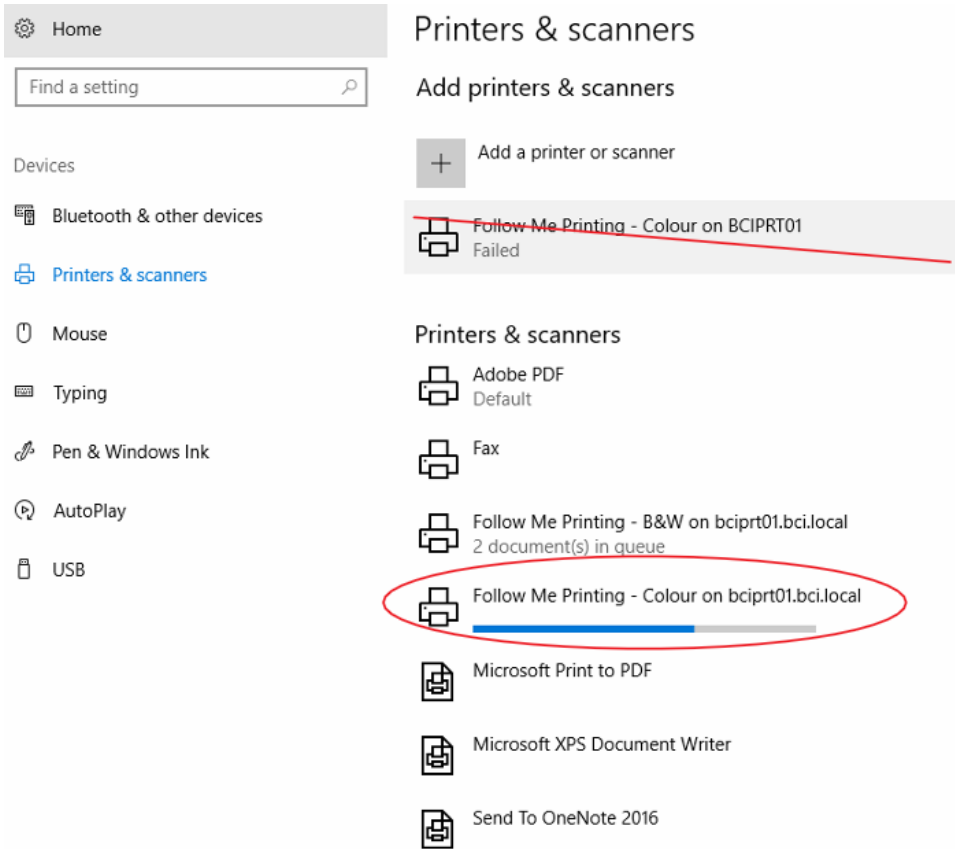 Home
Find a setting
Devices
Bluetooth & other devices
Printers & scanners
Mouse
Typing
Pen & Windows Ink
AutoPlay
USB
Printers & scanners
Add printers & scanners
Add a printer or scanner
Follow Me Printing - Colour on BCIPRT01
Failed
Printers & scanners
Adobe PDF
Default
Fax
Follow Me Printing - B&W on bciprt01.bci.local
2 document(s) in queue
Follow Me Printing - Colour on bciprt01.bci.local
Microsoft Print to PDF
Microsoft XPS Document Writer
Send To OneNote 2016